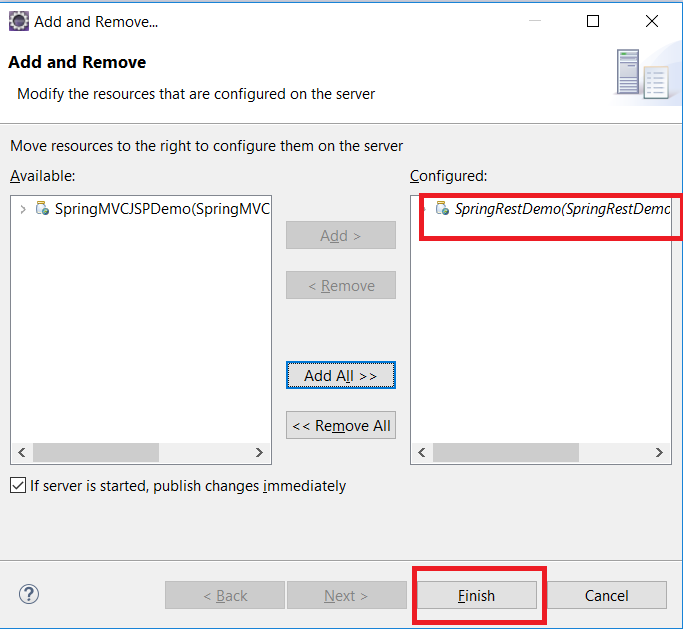 Add and Remove...
Add and Remove
Modify the resources that are configured on the server
Move resources to the right to configure them on the server
Available:
Configured:
SpringMVCJSPDemo(SpringMVC
SpringRestDemo(SpringRestDemo
Add >
< Remove
Add All >>
<< Remove All
If server is started, publish changes immediately
?
< Back
Next >
Finish
Cancel